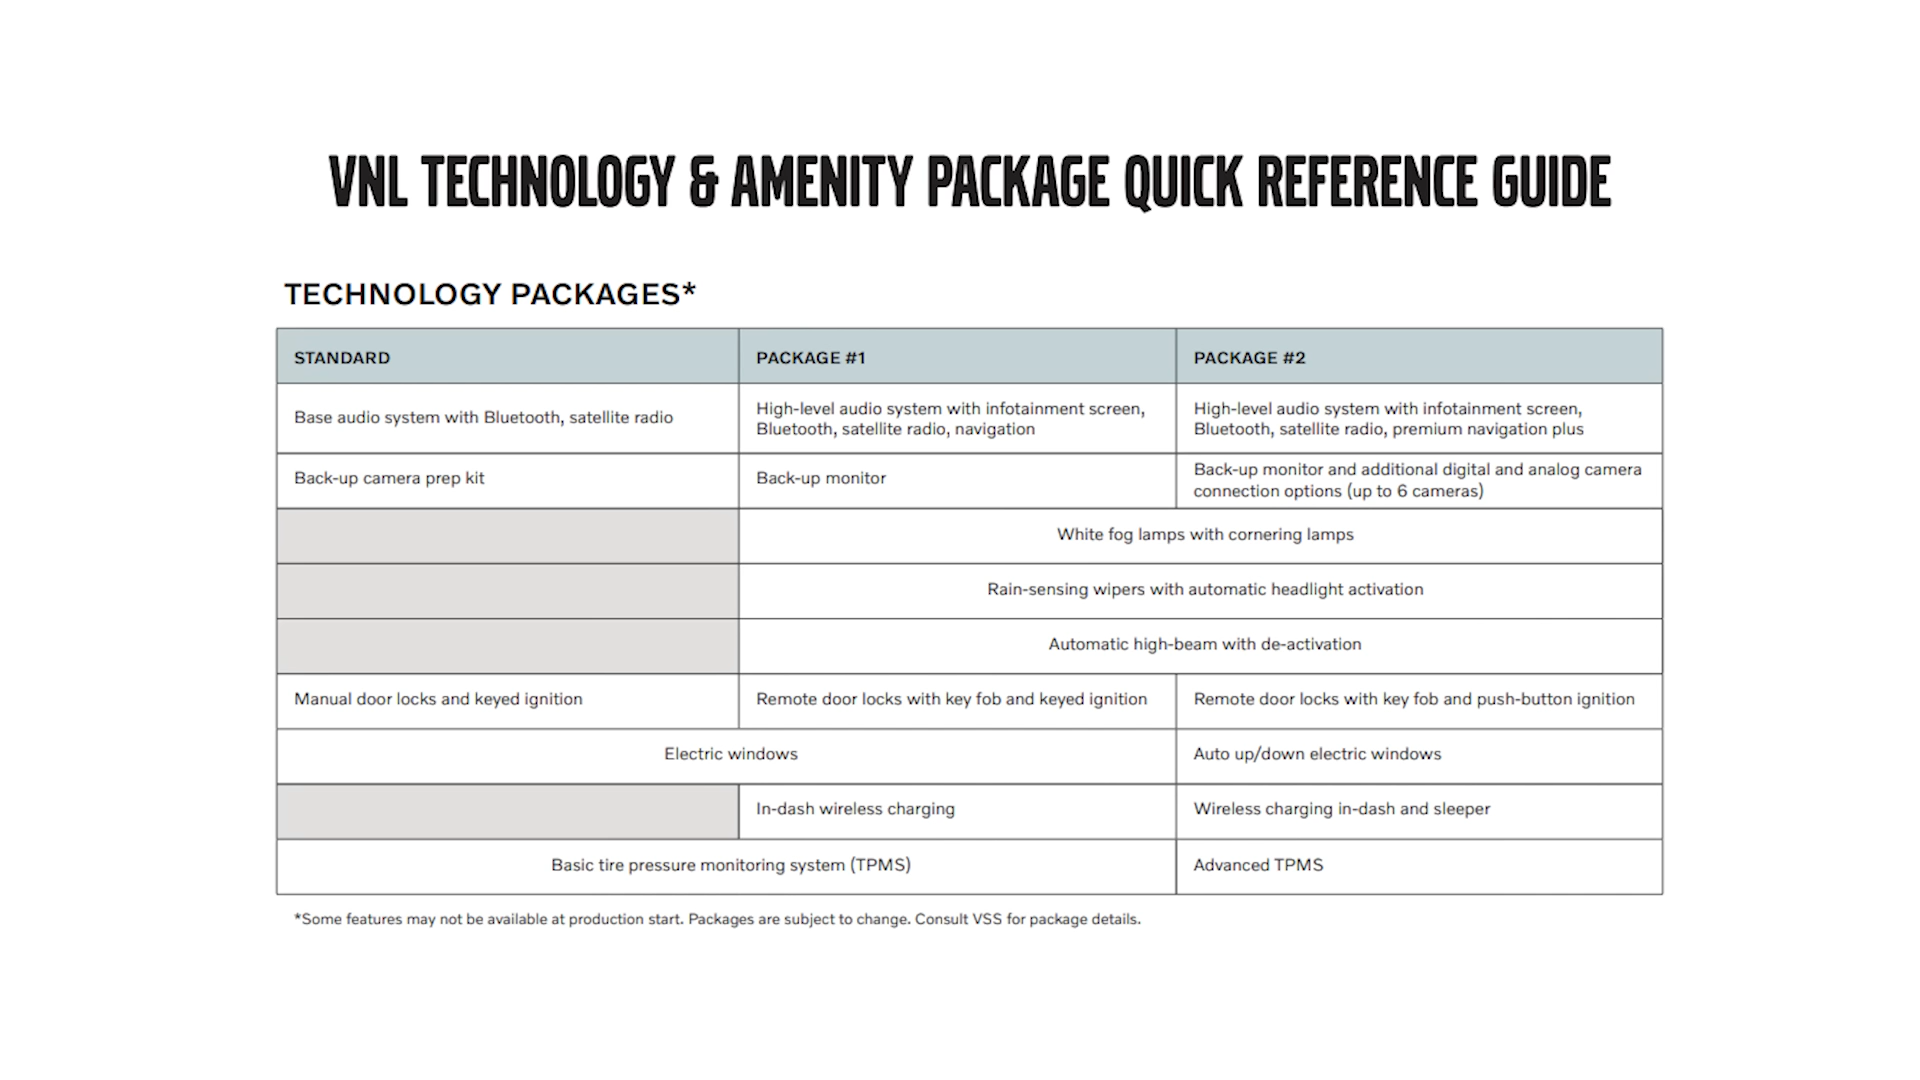 VNL TECHNOLOGY & AMENITY PACKAGE QUICK REFERENCE GUIDE
TECHNOLOGY PACKAGES*
STANDARD
PACKAGE #1
PACKAGE #2
Base audio system with Bluetooth, satellite radio
High-level audio system with infotainment screen,
Bluetooth, satellite radio, navigation
High-level audio system with infotainment screen,
Bluetooth, satellite radio, premium navigation plus
Back-up camera prep kit
Back-up monitor
Back-up monitor and additional digital and analog camera
connection options (up to 6 cameras)
White fog lamps with cornering lamps
Rain-sensing wipers with automatic headlight activation
Automatic high-beam with de-activation
Manual door locks and keyed ignition
Remote door locks with key fob and keyed ignition
Remote door locks with key fob and push-button ignition
Electric windows
Auto up/down electric windows
In-dash wireless charging
Wireless charging in-dash and sleeper
Basic tire pressure monitoring system (TPMS)
Advanced TPMS
*Some features may not be available at production start. Packages are subject to change. Consult VSS for package details.